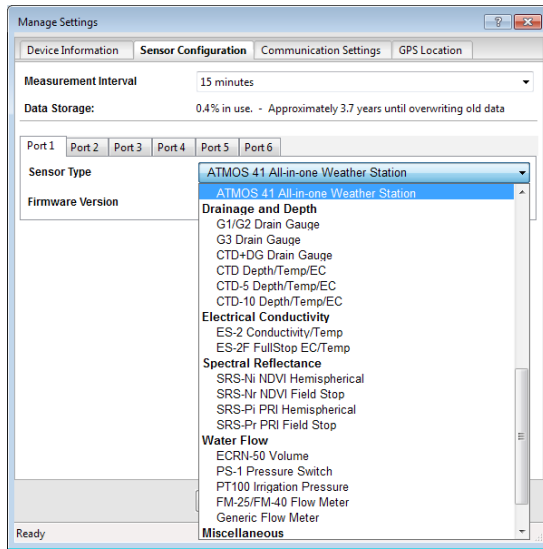 Manage Settings
Device Information Sensor Configuration Communication Settings GPS Location
Measurement Interval 15 minutes
Data Storage: 0.4% in use. - Approximately 3.7 years until overwriting old data
Port 1 Port 2 Port 3 Port 4 Port 5 Port 6
Sensor Type ATMOS 41 All-in-one Weather Station
ATMOS 41 All-in-one Weather Station
Firmware Version
Drainage and Depth
G1/G2 Drain Gauge
G3 Drain Gauge
CTD+DG Drain Gauge
CTD Depth/Temp/EC
CTD-5 Depth/Temp/EC
CTD-10 Depth/Temp/EC
Electrical Conductivity
ES-2 Conductivity/Temp
ES-2F FullStop EC/Temp
Spectral Reflectance
SRS-Ni NDVI Hemispherical
SRS-Nr NDVI Field Stop
SRS-Pi PRI Hemispherical
SRS-Pr PRI Field Stop
Water Flow
ECRN-50 Volume
PS-1 Pressure Switch
PT100 Irrigation Pressure
FM-25/FM-40 Flow Meter
Generic Flow Meter
Miscellaneous
Ready